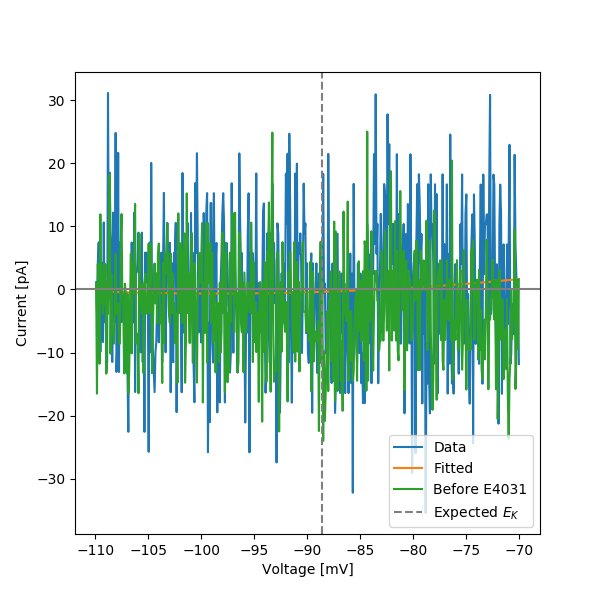 30
20
10
0
−10
−20
−30
Current [pA]
Data
Fitted
Before E4031
Expected E_K
−110 −105 −100 −95 −90 −85 −80 −75 −70
Voltage [mV]